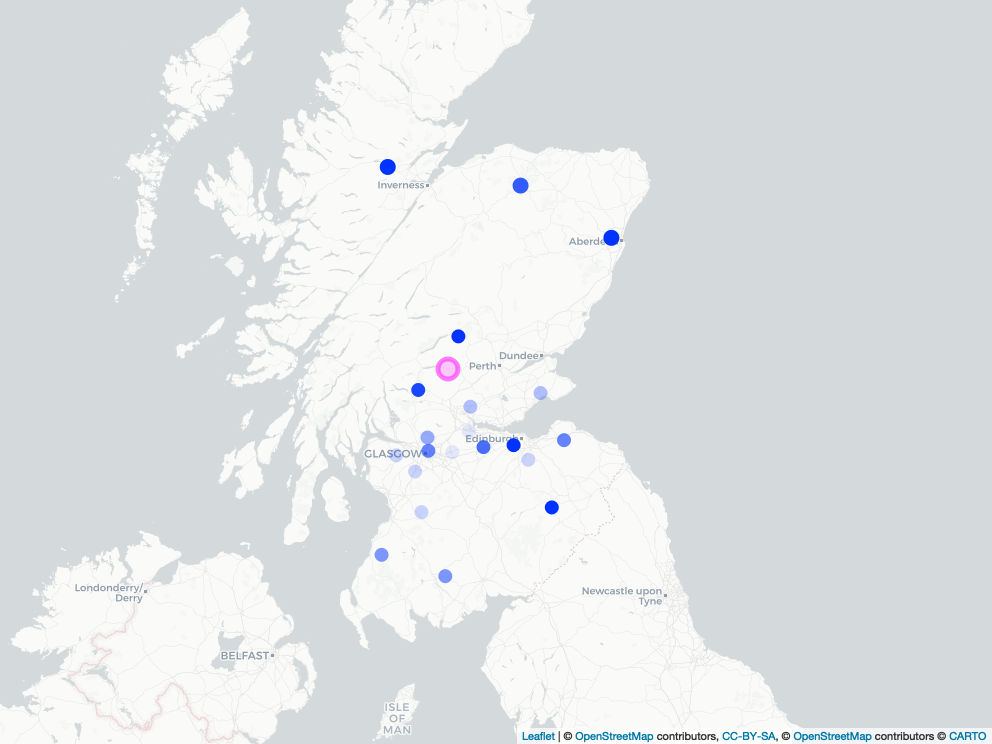 Inverness
Aberde
Dundee
Perth
Edinburgh
GLASGOW
Londonderry/
Derry
Newcastle upon
Tyne
BELFAST
ISLE
OF
MAN
Leaflet | © OpenStreetMap contributors, CC-BY-SA, © OpenStreetMap contributors © CARTO